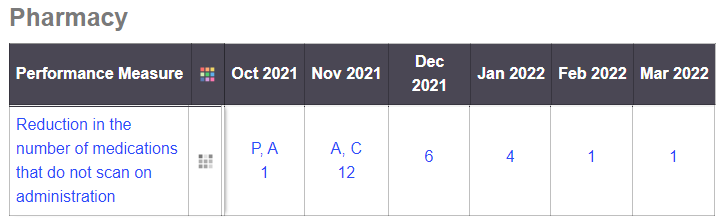 Pharmacy
Performance Measure Oct 2021 Nov 2021 Dec 2021 Jan 2022 Feb 2022 Mar 2022
Reduction in the
number of medications
that do not scan on
administration
P, A
1
A, C
12
6
4
1
1